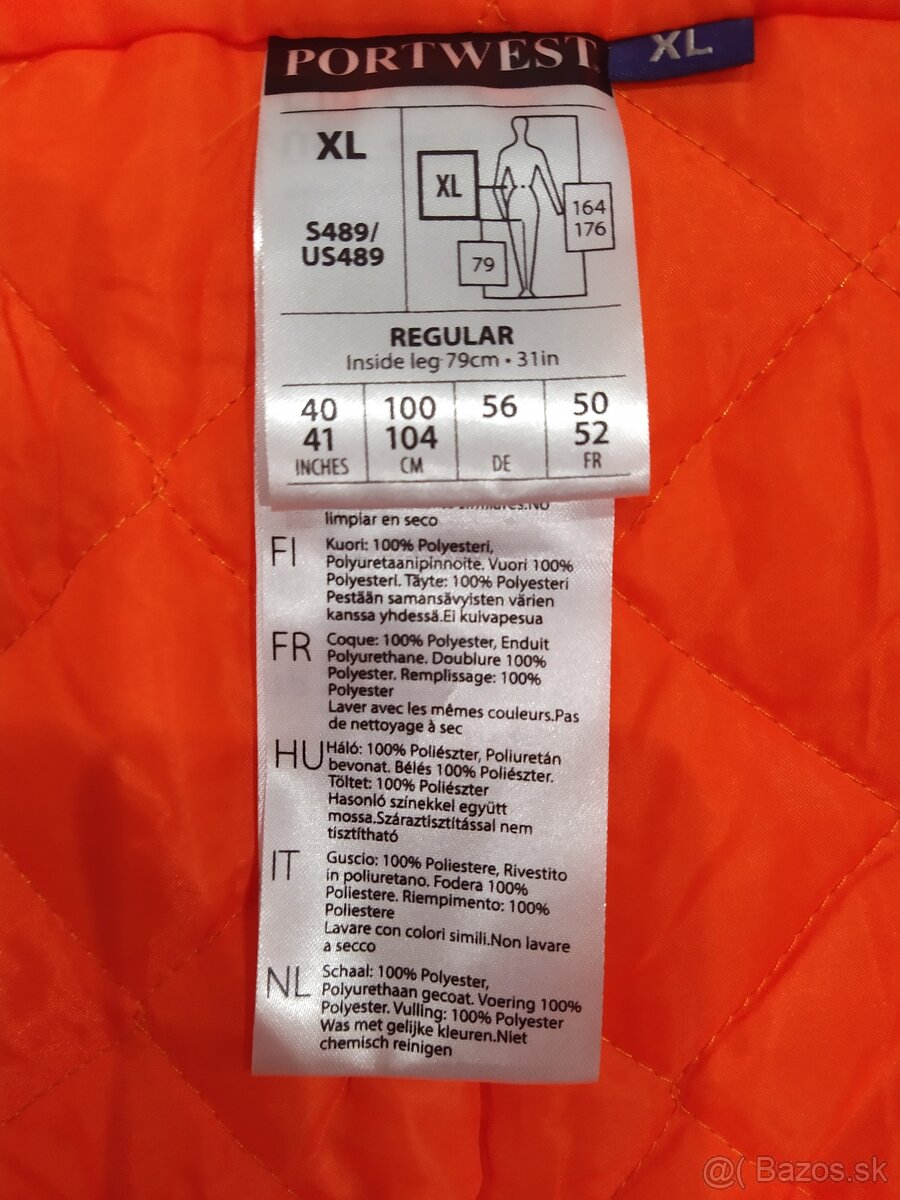 PORTWEST
XL
XL
XL
164
176
S489/
US489
79
REGULAR
Inside leg 79cm • 31in
40 100 56 50
41 104 52
INCHES CM DE FR
limpiar en seco
FI Kuori: 100% Polyesteri,
Polyuretaanipinnoite. Vuori 100%
Polyesteri. Täyte: 100% Polyesteri
Pestään samansävyisten värien
kanssa yhdessä.Ei kuivapesua
FR Coque: 100% Polyester, Enduit
Polyurethane. Doublure 100%
Polyester. Remplissage: 100%
Polyester
Laver avec les mêmes couleurs.Pas
de nettoyage à sec
HU Háló: 100% Poliészter, Poliuretán
bevonat. Bélés 100% Poliészter.
Töltet: 100% Poliészter
Hasonló színekkel együtt
mossa.Száraztisztítással nem
tisztítható
IT Guscio: 100% Poliestere, Rivestito
in poliuretano. Fodera 100%
Poliestere. Riempimento: 100%
Poliestere
Lavare con colori simili.Non lavare
a secco
NL Schaal: 100% Polyester,
Polyurethaan gecoat. Voering 100%
Polyester. Vulling: 100% Polyester
Was met gelijke kleuren.Niet
chemisch reinigen
@( Bazos.sk